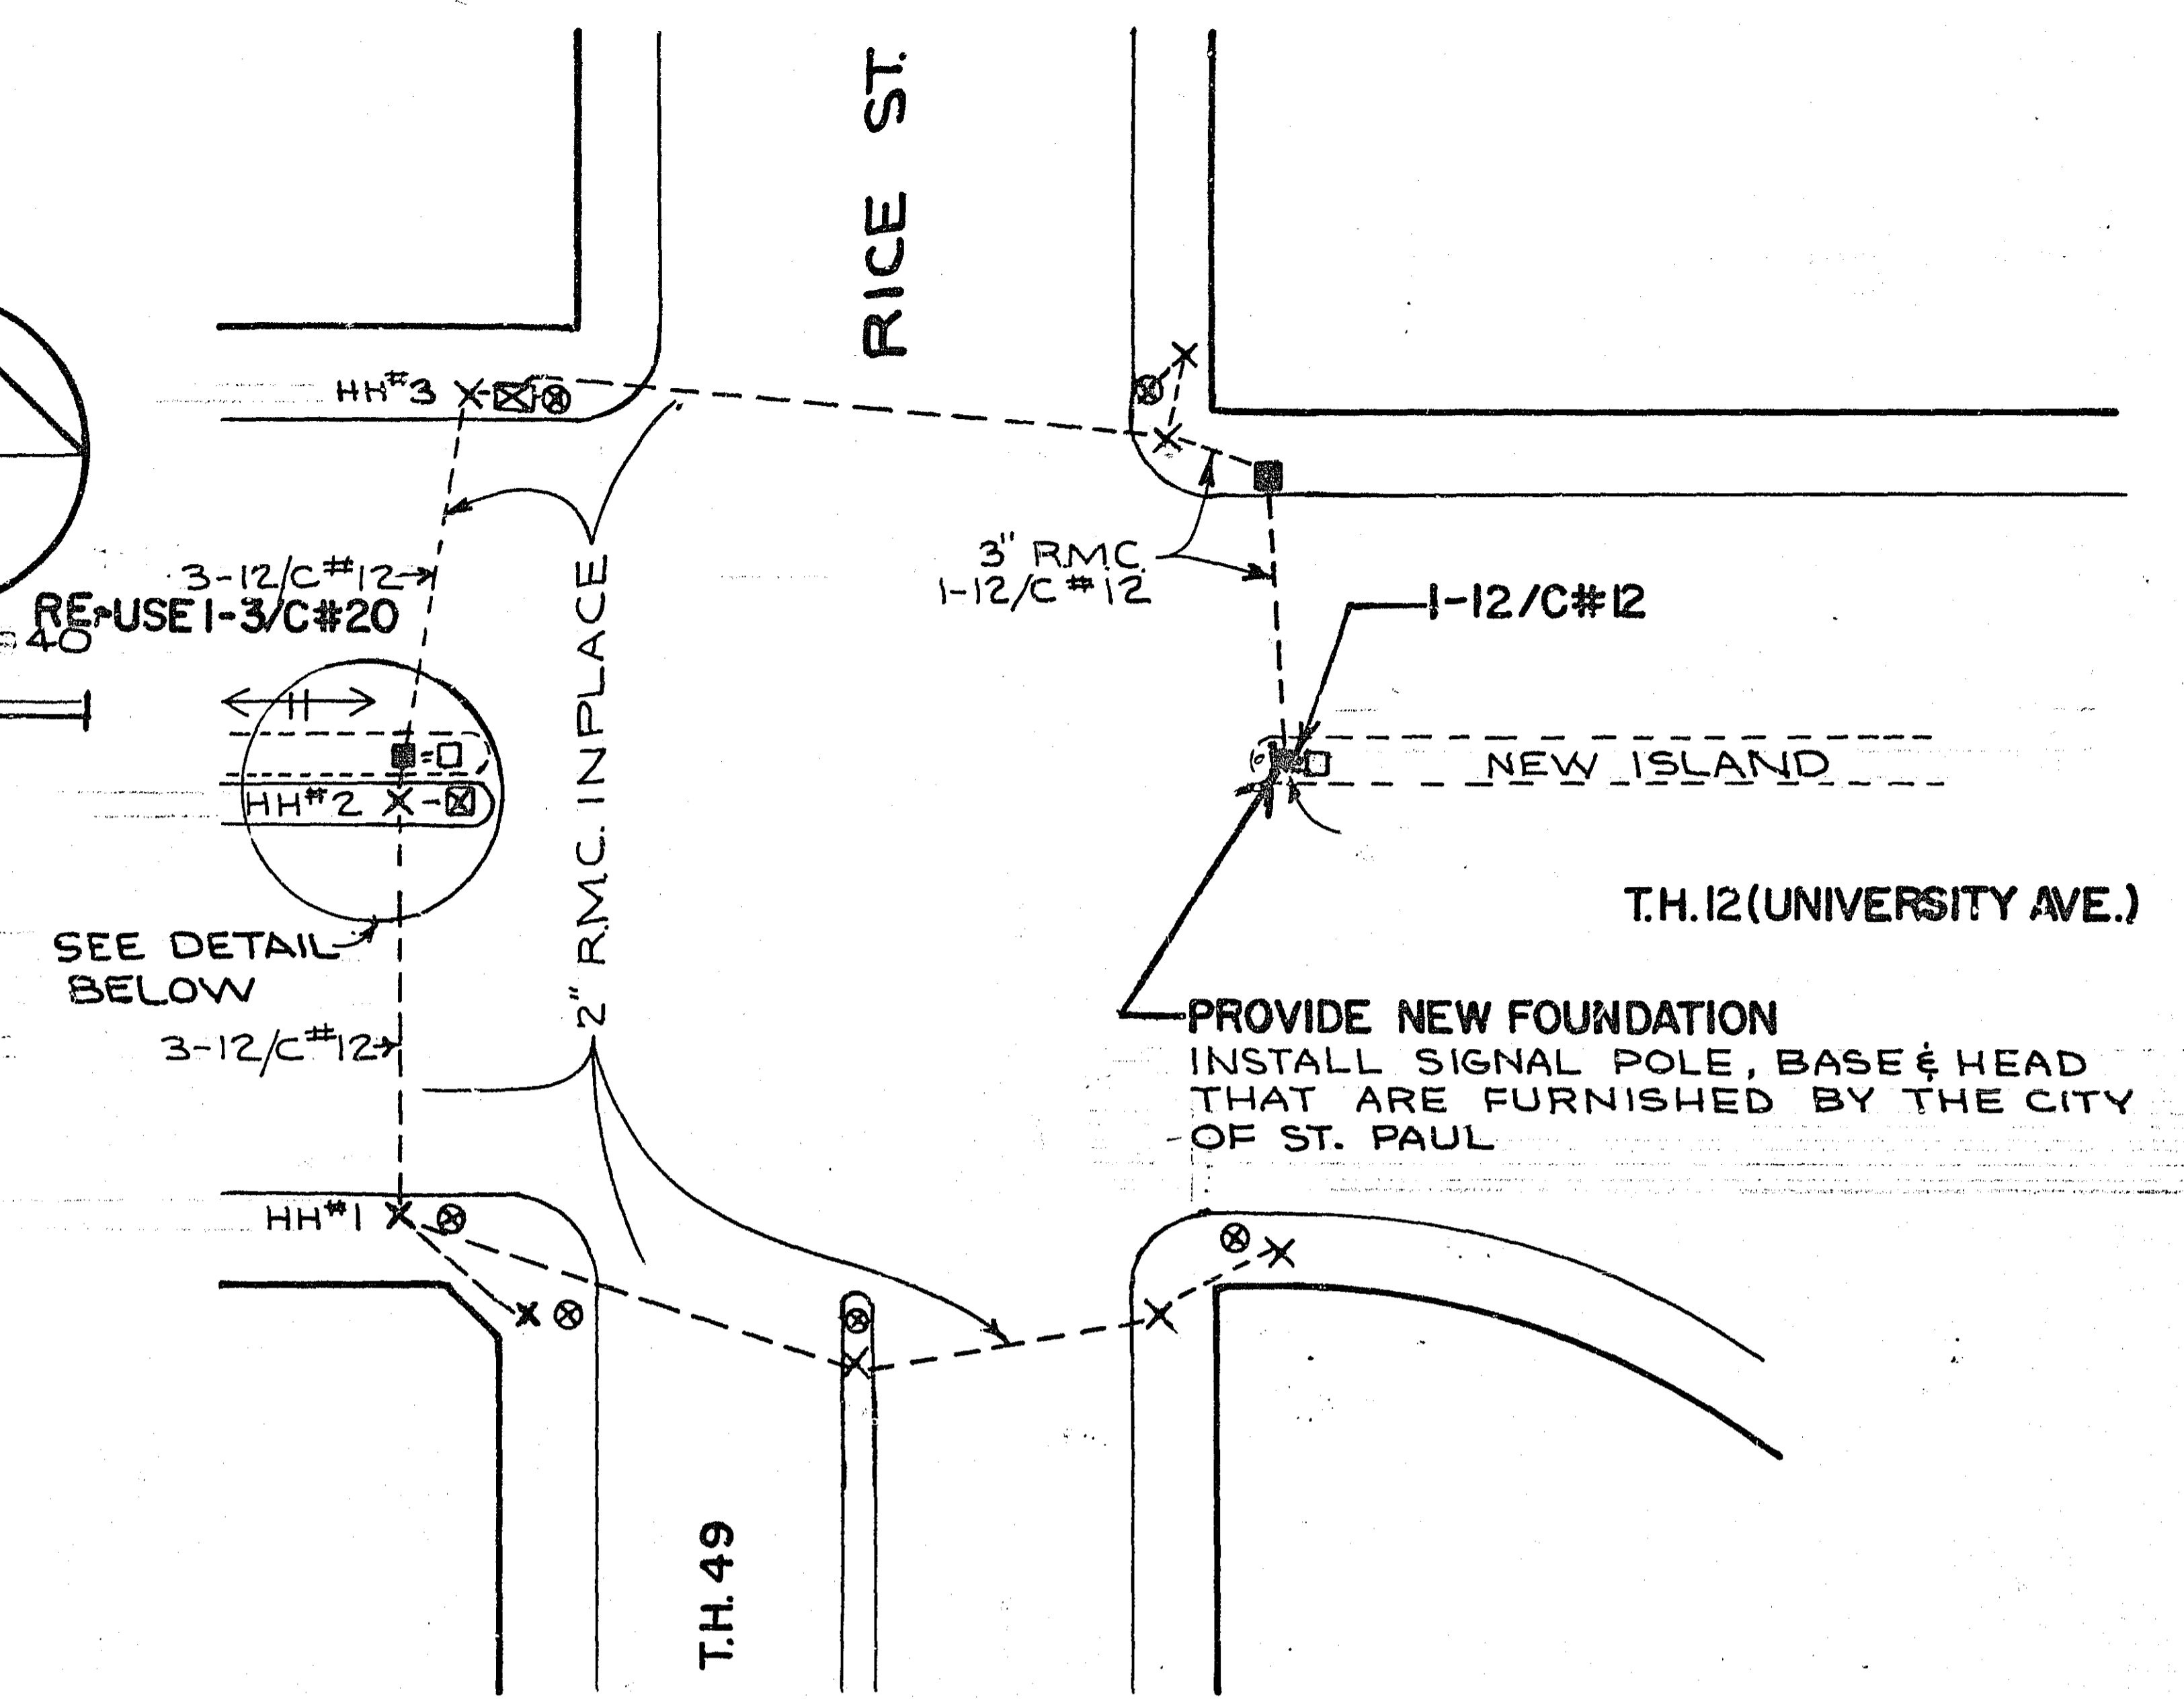 RICE ST.
HH#3
3" R.M.C.
1-12/C#12
3-12/C#12
RE-USE 1-3/C#20
40
1-12/C#12
2" R.M.C. INPLACE
NEW ISLAND
HH#2
T.H. 12 (UNIVERSITY AVE.)
SEE DETAIL
BELOW
3-12/C#12
PROVIDE NEW FOUNDATION
INSTALL SIGNAL POLE, BASE & HEAD
THAT ARE FURNISHED BY THE CITY
OF ST. PAUL
HH#1
T.H. 49